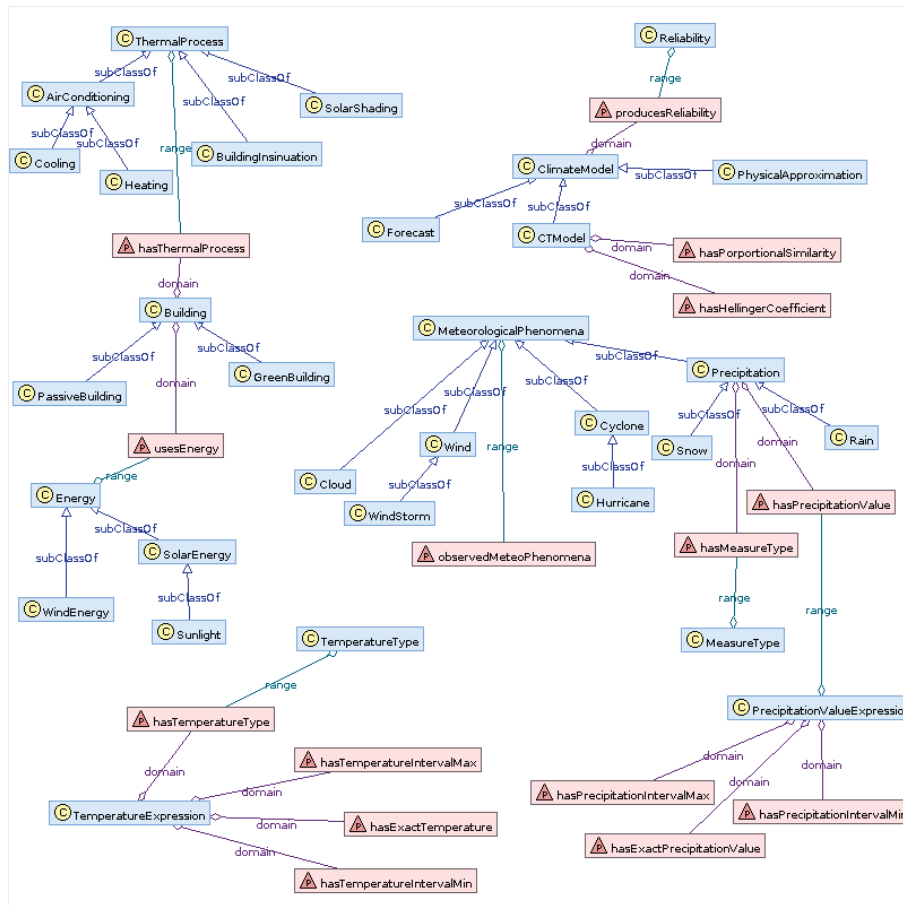 C ThermalProcess
C Reliability
subClassOf
subClassOf
range
C AirConditioning
C SolarShading
P producesReliability
subClassOf
subClassOf
range
C BuildingInsinuation
domain
C Cooling
C Heating
C ClimateModel
subClassOf
C PhysicalApproximation
subClassOf
subClassOf
C Forecast
C CTModel
P hasThermalProcess
domain
P hasPorportionalSimilarity
domain
domain
P hasHellingerCoefficient
C Building
C MeteorologicalPhenomena
subClassOf
subClassOf
subClassOf
C PassiveBuilding
domain
C GreenBuilding
C Precipitation
subClassOf
subClassOf
subClassOf
subClassOf
subClassOf
P usesEnergy
C Wind
range
C Cyclone
C Snow
domain
domain
C Rain
range
C Energy
C Cloud
subClassOf
subClassOf
C WindStorm
C Hurricane
P hasPrecipitationValue
subClassOf
subClassOf
C SolarEnergy
P observedMeteoPhenomena
P hasMeasureType
subClassOf
C WindEnergy
range
range
C Sunlight
C TemperatureType
C MeasureType
range
P hasTemperatureType
C PrecipitationValueExpression
domain
P hasTemperatureIntervalMax
domain
domain
domain
domain
P hasPrecipitationIntervalMax
C TemperatureExpression
domain
P hasExactTemperature
P hasPrecipitationIntervalMin
domain
P hasExactPrecipitationValue
P hasTemperatureIntervalMin